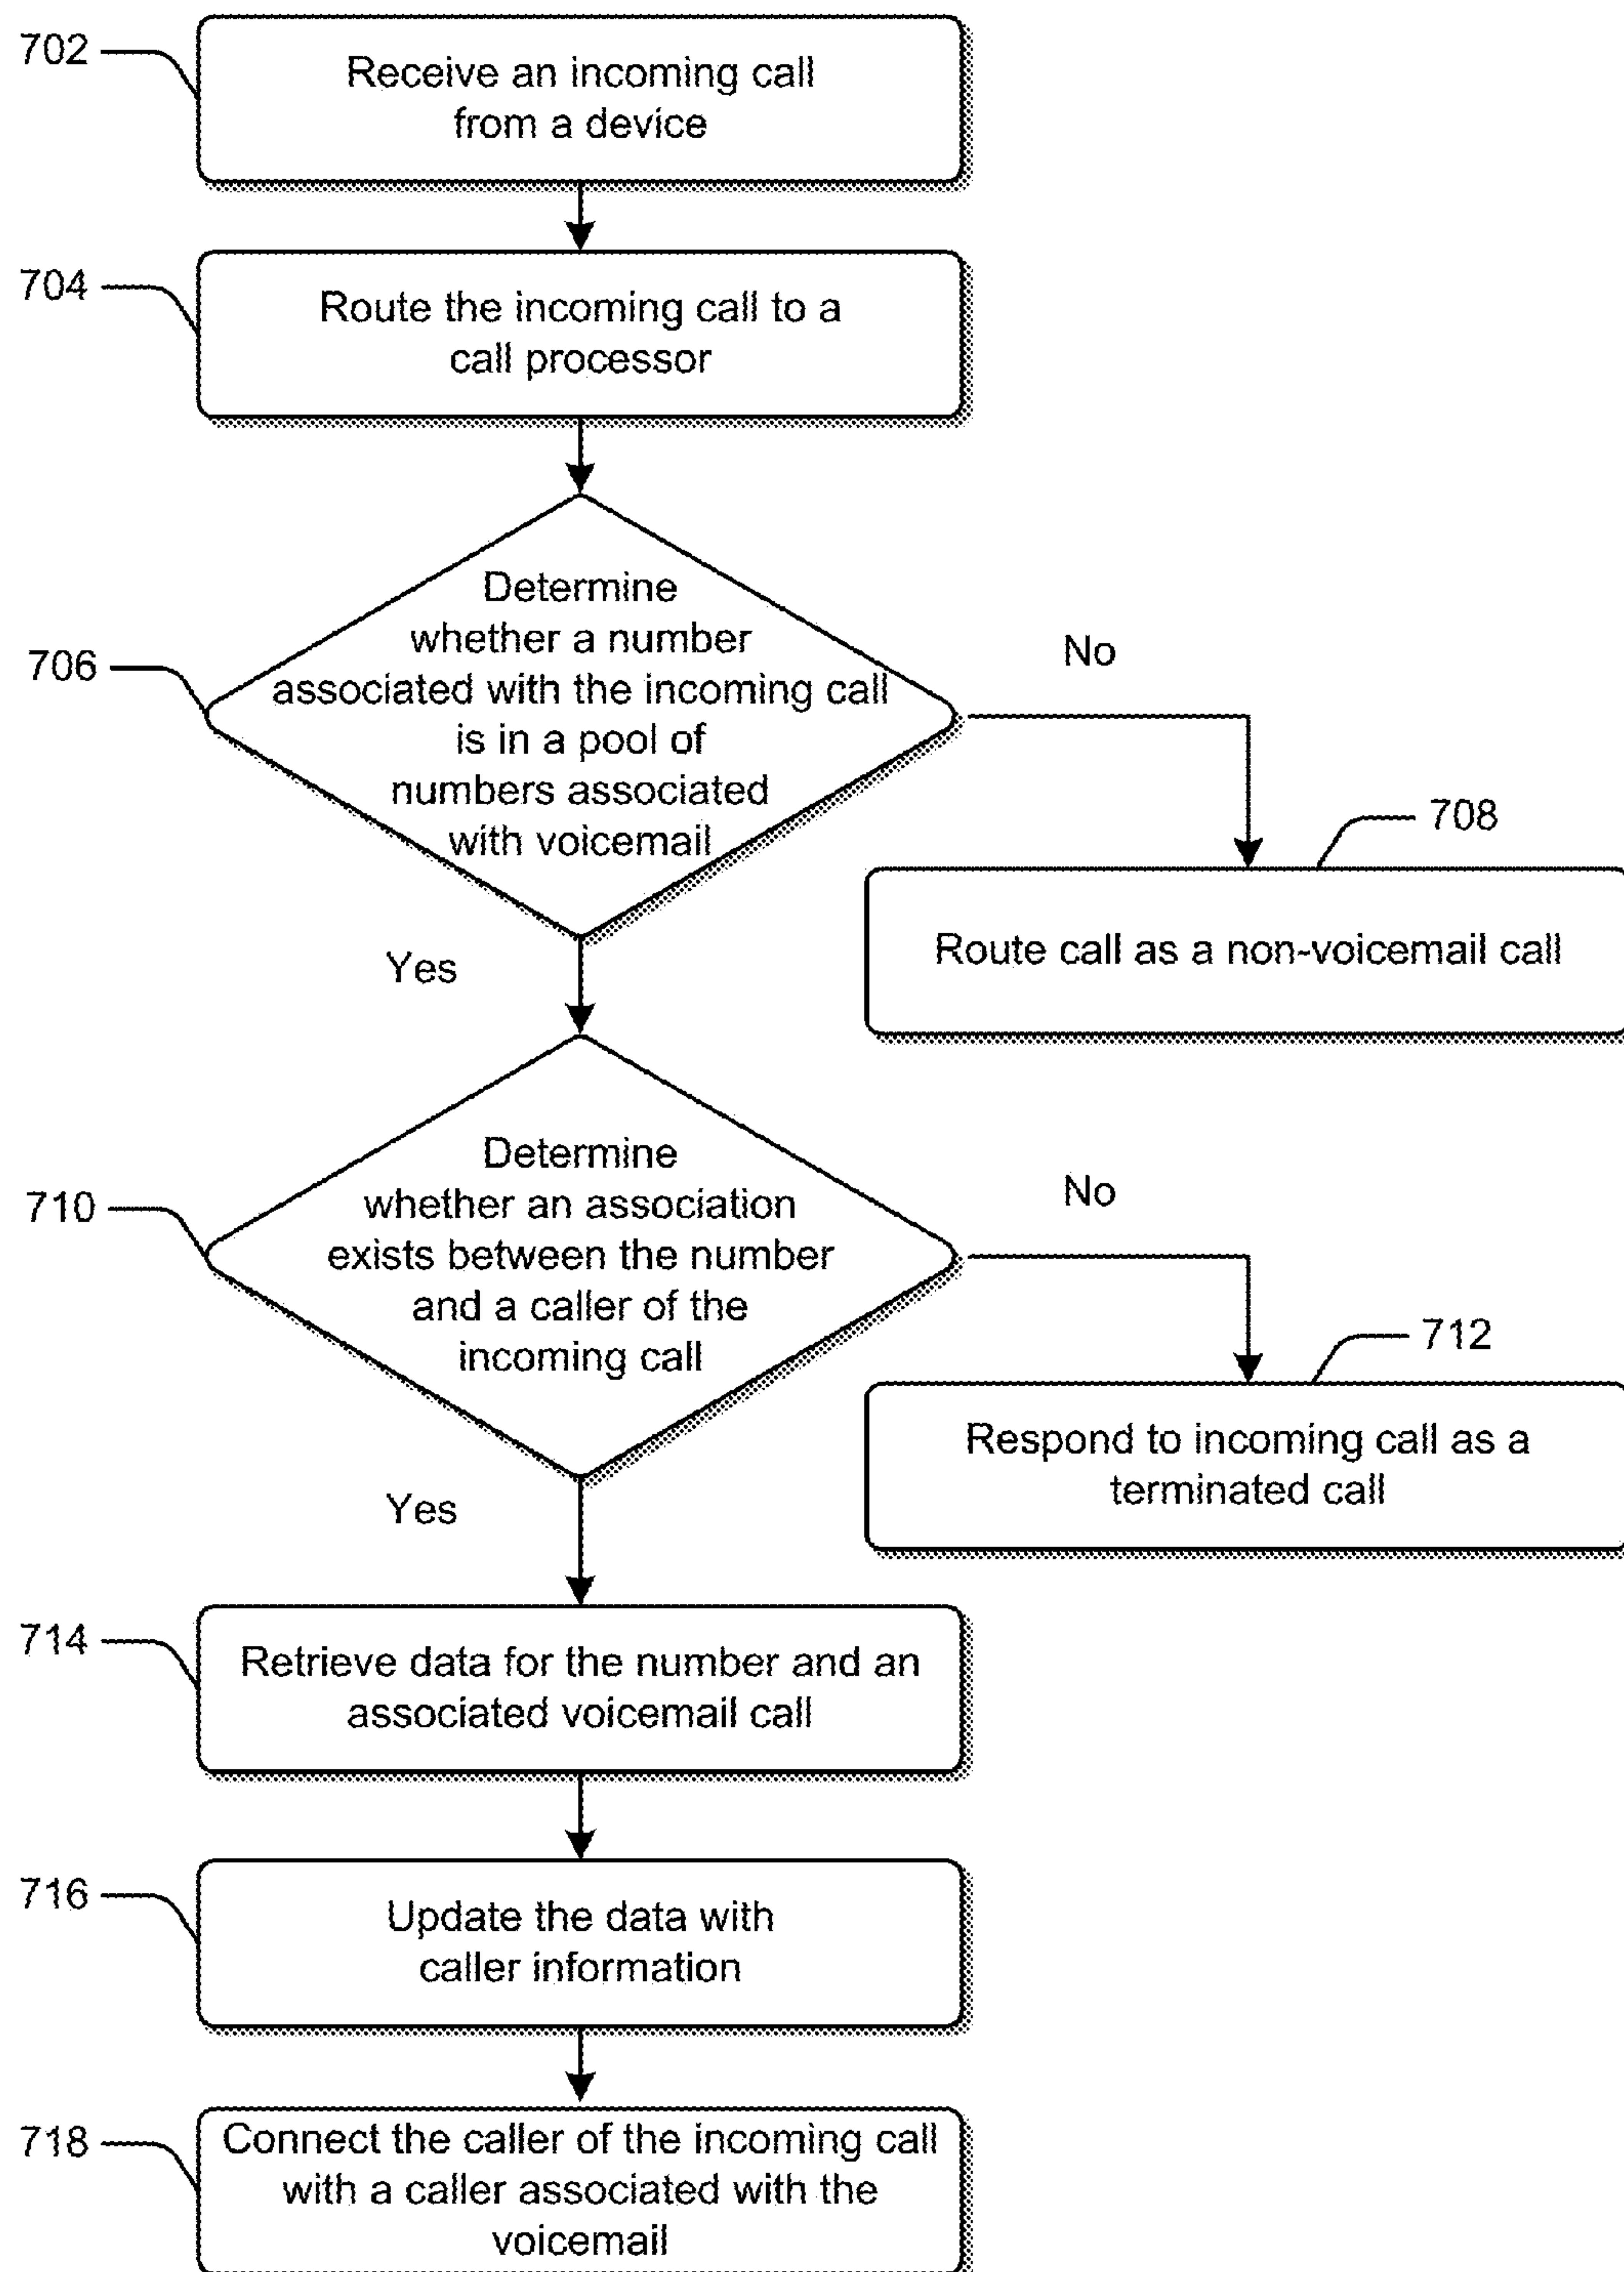 702
Receive an incoming call
from a device
704
Route the incoming call to a
call processor
706
Determine
whether a number
associated with the incoming call
is in a pool of
numbers associated
with voicemail
No
708
Route call as a non-voicemail call
Yes
710
Determine
whether an association
exists between the number
and a caller of the
incoming call
No
712
Respond to incoming call as a
terminated call
Yes
714
Retrieve data for the number and an
associated voicemail call
716
Update the data with
caller information
718
Connect the caller of the incoming call
with a caller associated with the
voicemail